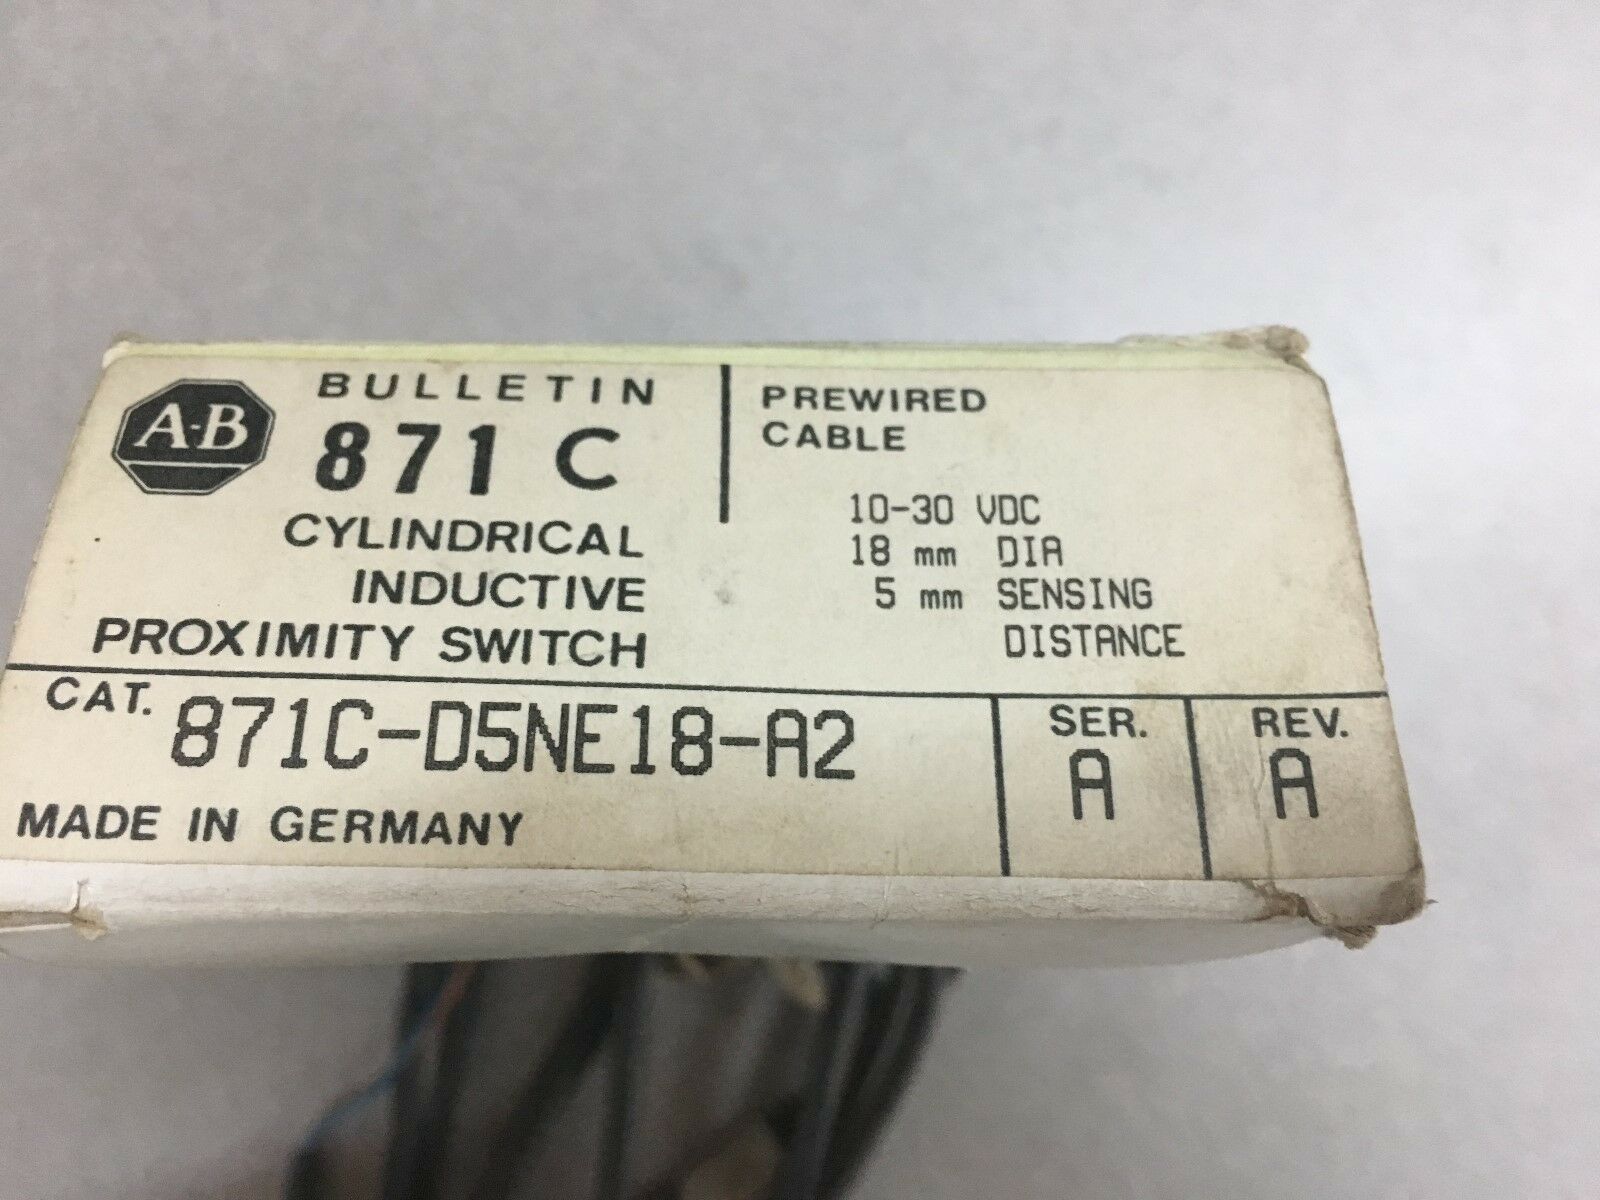 A-B
BULLETIN
871 C
CYLINDRICAL
INDUCTIVE
PROXIMITY SWITCH
PREWIRED
CABLE
10-30 VDC
18 mm DIA
5 mm SENSING
DISTANCE
CAT. 871C-D5NE18-A2
SER.
A
REV.
A
MADE IN GERMANY